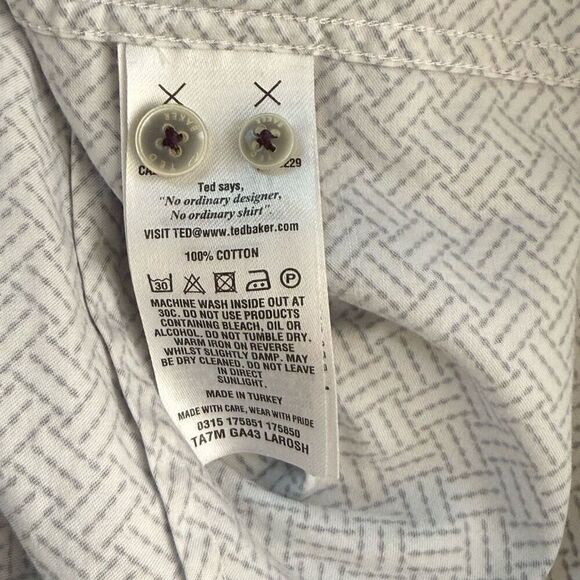 TED BAKER
BAKER
Ted says,
"No ordinary designer,
No ordinary shirt".
VISIT TED@www.tedbaker.com
100% COTTON
30 P
MACHINE WASH INSIDE OUT AT
30C. DO NOT USE PRODUCTS
CONTAINING BLEACH, OIL OR
ALCOHOL. DO NOT TUMBLE DRY.
WARM IRON ON REVERSE
WHILST SLIGHTLY DAMP. MAY
BE DRY CLEANED. DO NOT LEAVE
IN DIRECT
SUNLIGHT.
MADE IN TURKEY
MADE WITH CARE, WEAR WITH PRIDE
0315 175851 175850
TA7M GA43 LAROSH